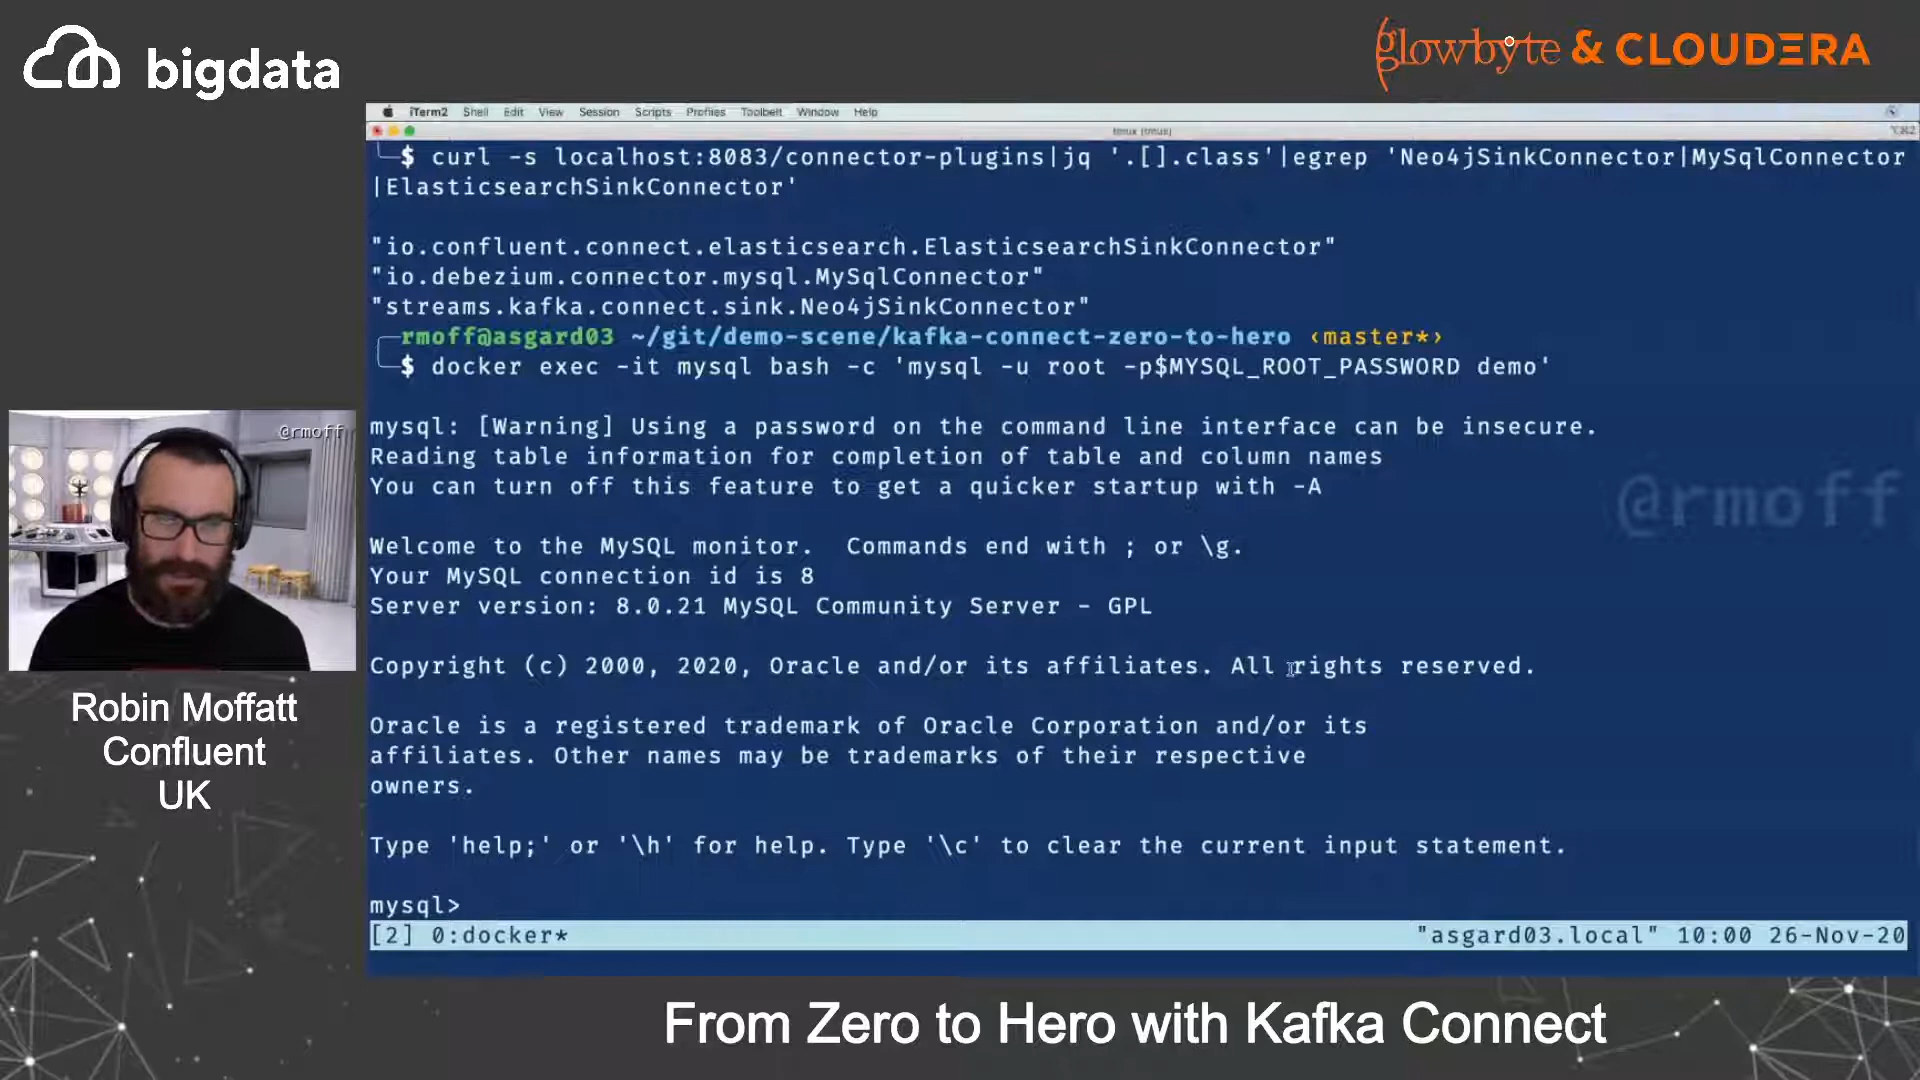 bigdata
glowbyte & CLOUDERA
iTerm2 Shell Edit View Session Scripts Profiles Toolbelt Window Help
tmux (tmux)
$ curl -s localhost:8083/connector-plugins|jq '.[].class'|egrep 'Neo4jSinkConnector|MySqlConnector
|ElasticsearchSinkConnector'
"io.confluent.connect.elasticsearch.ElasticsearchSinkConnector"
"io.debezium.connector.mysql.MySqlConnector"
"streams.kafka.connect.sink.Neo4jSinkConnector"
rmoff@asgard03 ~/git/demo-scene/kafka-connect-zero-to-hero ‹master*›
$ docker exec -it mysql bash -c 'mysql -u root -p$MYSQL_ROOT_PASSWORD demo'
mysql: [Warning] Using a password on the command line interface can be insecure.
Reading table information for completion of table and column names
You can turn off this feature to get a quicker startup with -A
Welcome to the MySQL monitor.  Commands end with ; or \g.
Your MySQL connection id is 8
Server version: 8.0.21 MySQL Community Server - GPL
Copyright (c) 2000, 2020, Oracle and/or its affiliates. All rights reserved.
Oracle is a registered trademark of Oracle Corporation and/or its
affiliates. Other names may be trademarks of their respective
owners.
Type 'help;' or '\h' for help. Type '\c' to clear the current input statement.
mysql>
[2] 0:docker* "asgard03.local" 10:00 26-Nov-20
@rmoff
@rmoff
Robin Moffatt
Confluent
UK
From Zero to Hero with Kafka Connect